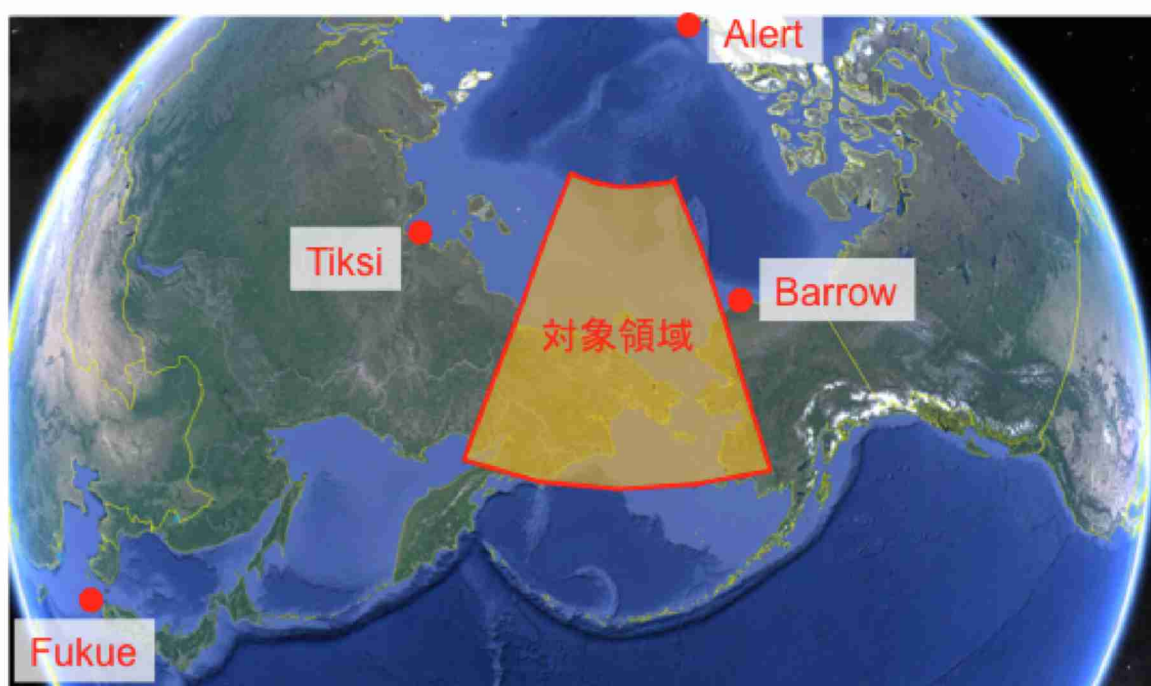 Alert
Tiksi
Barrow
対象領域
Fukue